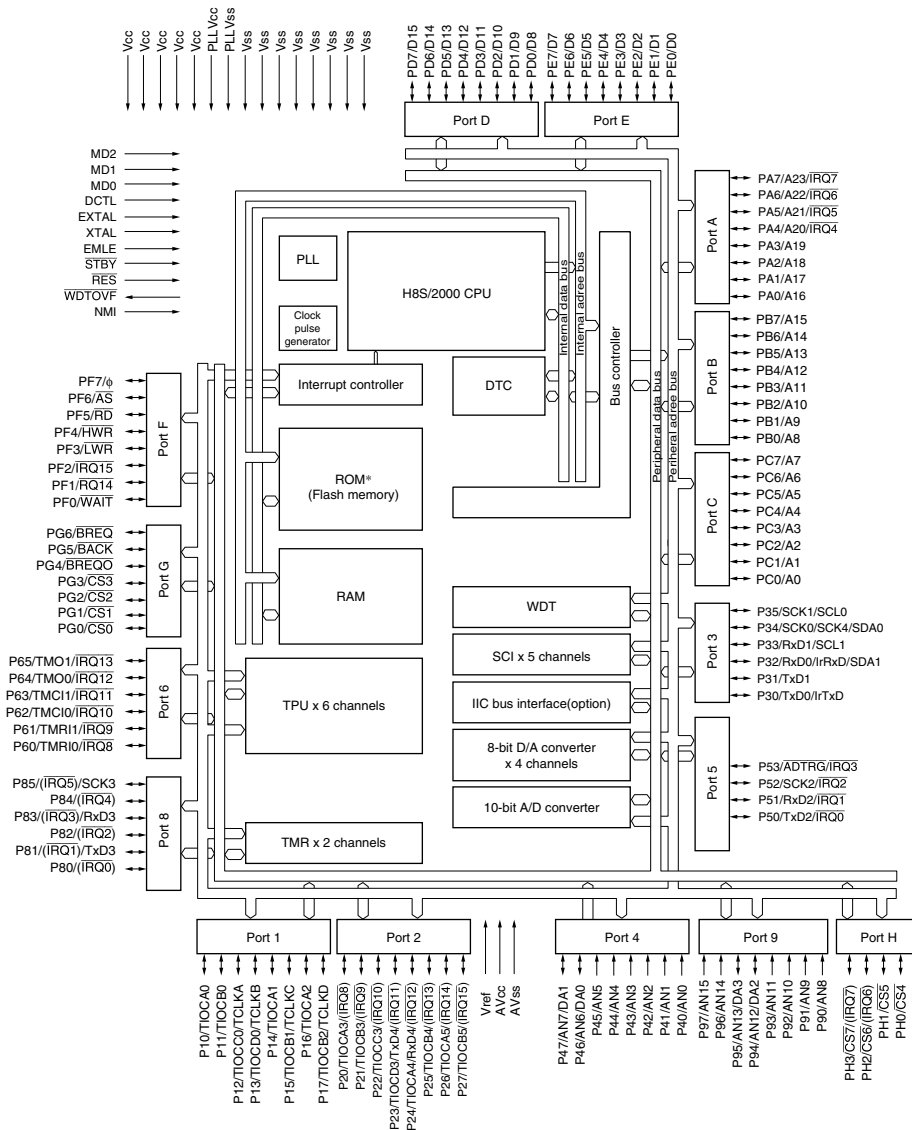 Vcc
Vcc
Vcc
Vcc
Vcc
PLLVcc
PLLVss
Vss
Vss
Vss
Vss
Vss
Vss
Vss
Vss
PD7/D15
PD6/D14
PD5/D13
PD4/D12
PD3/D11
PD2/D10
PD1/D9
PD0/D8
PE7/D7
PE6/D6
PE5/D5
PE4/D4
PE3/D3
PE2/D2
PE1/D1
PE0/D0
Port D
Port E
MD2
MD1
MD0
DCTL
EXTAL
XTAL
EMLE
STBY
RES
WDTOVF
NMI
PLL
Clock
pulse
generator
H8S/2000 CPU
Interrupt controller
DTC
Internal data bus
Internal adree bus
Bus controller
Peripheral data bus
Periheral adree bus
ROM*
(Flash memory)
RAM
TPU x 6 channels
TMR x 2 channels
WDT
SCI x 5 channels
IIC bus interface(option)
8-bit D/A converter
x 4 channels
10-bit A/D converter
Port A
PA7/A23/IRQ7
PA6/A22/IRQ6
PA5/A21/IRQ5
PA4/A20/IRQ4
PA3/A19
PA2/A18
PA1/A17
PA0/A16
Port B
PB7/A15
PB6/A14
PB5/A13
PB4/A12
PB3/A11
PB2/A10
PB1/A9
PB0/A8
Port C
PC7/A7
PC6/A6
PC5/A5
PC4/A4
PC3/A3
PC2/A2
PC1/A1
PC0/A0
Port 3
P35/SCK1/SCL0
P34/SCK0/SCK4/SDA0
P33/RxD1/SCL1
P32/RxD0/IrRxD/SDA1
P31/TxD1
P30/TxD0/IrTxD
Port 5
P53/ADTRG/IRQ3
P52/SCK2/IRQ2
P51/RxD2/IRQ1
P50/TxD2/IRQ0
PF7/ϕ
PF6/AS
PF5/RD
PF4/HWR
PF3/LWR
PF2/IRQ15
PF1/RQ14
PF0/WAIT
Port F
PG6/BREQ
PG5/BACK
PG4/BREQO
PG3/CS3
PG2/CS2
PG1/CS1
PG0/CS0
Port G
P65/TMO1/IRQ13
P64/TMO0/IRQ12
P63/TMCI1/IRQ11
P62/TMCI0/IRQ10
P61/TMRI1/IRQ9
P60/TMRI0/IRQ8
Port 6
P85/(IRQ5)/SCK3
P84/(IRQ4)
P83/(IRQ3)/RxD3
P82/(IRQ2)
P81/(IRQ1)/TxD3
P80/(IRQ0)
Port 8
Port 1
Port 2
Port 4
Port 9
Port H
P10/TIOCA0
P11/TIOCB0
P12/TIOCC0/TCLKA
P13/TIOCD0/TCLKB
P14/TIOCA1
P15/TIOCB1/TCLKC
P16/TIOCA2
P17/TIOCB2/TCLKD
P20/TIOCA3/(IRQ8)
P21/TIOCB3/(IRQ9)
P22/TIOCC3/(IRQ10)
P23/TIOCD3/TxD4/(IRQ11)
P24/TIOCA4/RxD4/(IRQ12)
P25/TIOCB4/(IRQ13)
P26/TIOCA5/(IRQ14)
P27/TIOCB5/(IRQ15)
Vref
AVcc
AVss
P47/AN7/DA1
P46/AN6/DA0
P45/AN5
P44/AN4
P43/AN3
P42/AN2
P41/AN1
P40/AN0
P97/AN15
P96/AN14
P95/AN13/DA3
P94/AN12/DA2
P93/AN11
P92/AN10
P91/AN9
P90/AN8
PH3/CS7/(IRQ7)
PH2/CS6/(IRQ6)
PH1/CS5
PH0/CS4